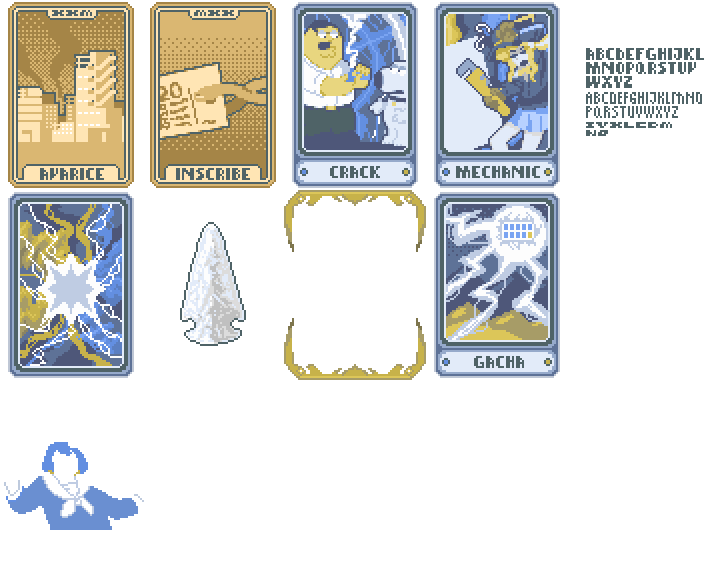 AVARICE
INSCRIBE
CRACK
MECHANIC
GACHA
ABCDEFGHIJKL
MNOPQRSTUV
WXYZ
ABCDEFGHIJKLMNO
PQRSTUVWXYZ